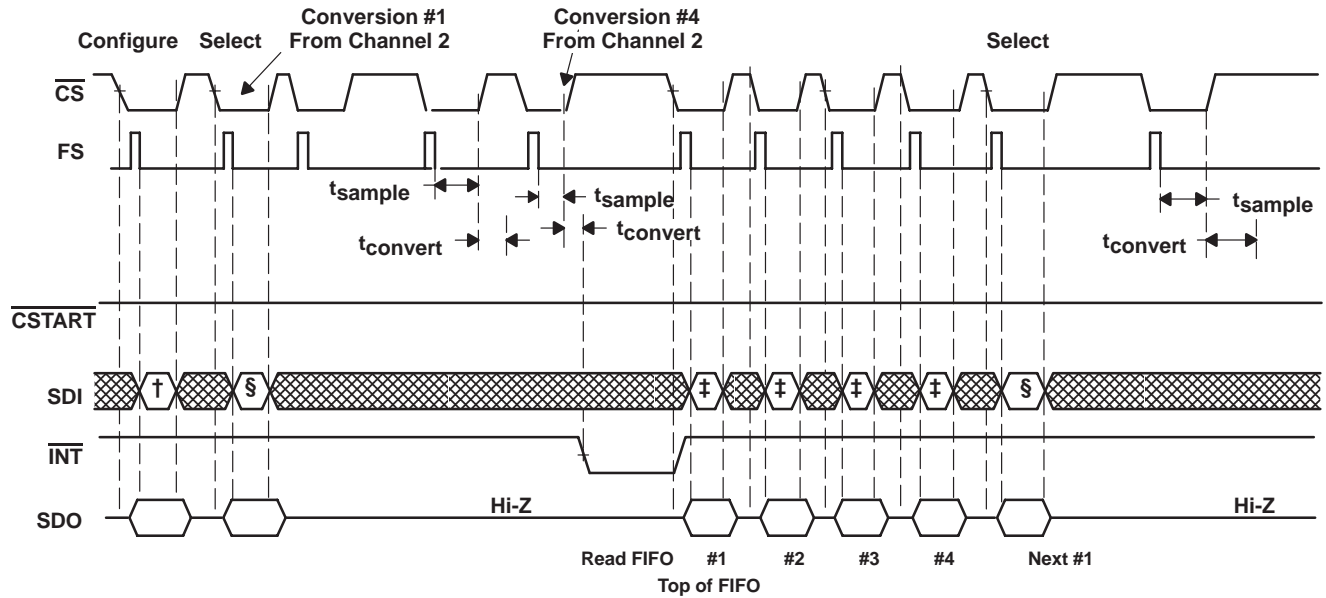 Conversion #1
From Channel 2
Conversion #4
From Channel 2
Configure
Select
Select
CS
FS
tsample
tsample
tconvert
tconvert
tsample
tconvert
CSTART
SDI
†
§
‡
‡
‡
‡
§
INT
SDO
Hi-Z
Hi-Z
Read FIFO
#1
#2
#3
#4
Next #1
Top of FIFO